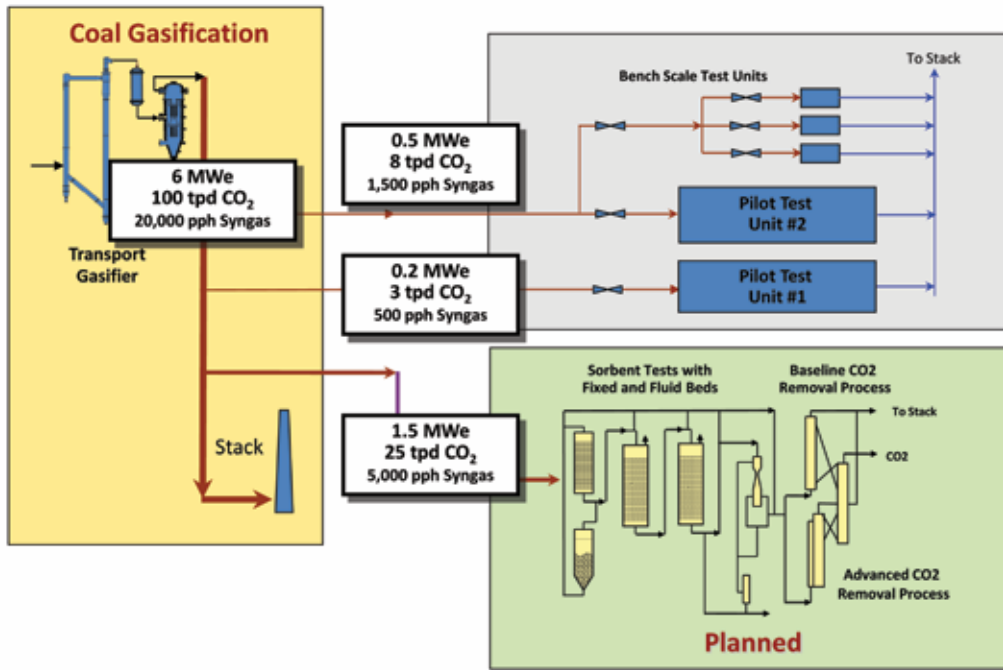 Coal Gasification
6 MWe
100 tpd CO₂
20,000 pph Syngas
Transport
Gasifier
Stack
0.5 MWe
8 tpd CO₂
1,500 pph Syngas
0.2 MWe
3 tpd CO₂
500 pph Syngas
1.5 MWe
25 tpd CO₂
5,000 pph Syngas
To Stack
Bench Scale Test Units
Pilot Test
Unit #2
Pilot Test
Unit #1
Sorbent Tests with
Fixed and Fluid Beds
Baseline CO2
Removal Process
To Stack
CO2
Advanced CO2
Removal Process
Planned